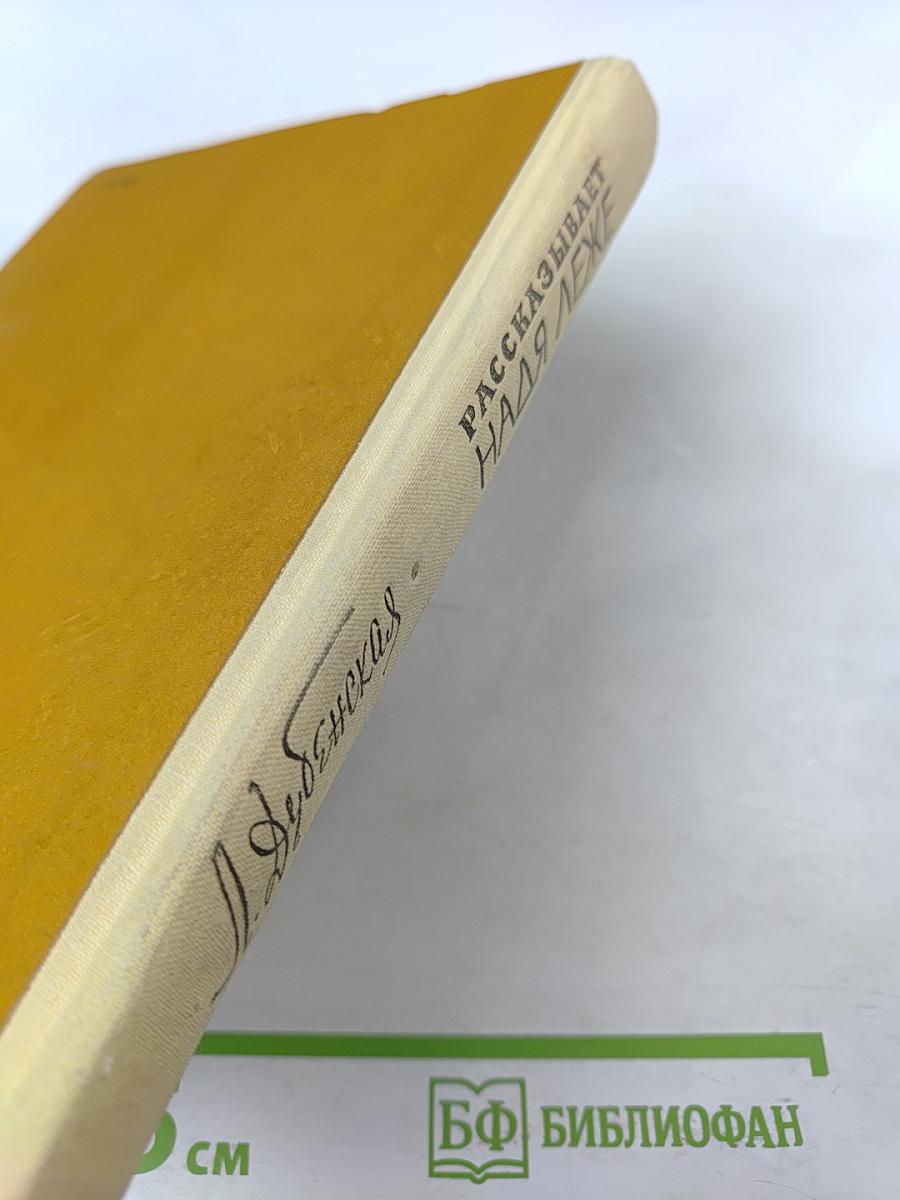 РАССКАЗЫВАЕТ
НАДЯ ЛЕЖЕ
Л. Дубенская
см
БФ БИБЛИОФАН